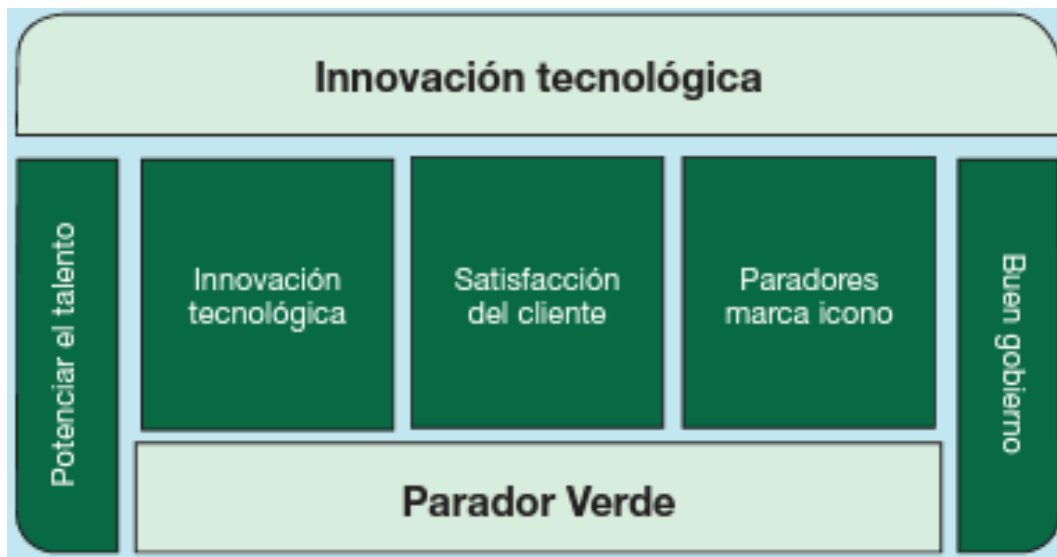 Innovación tecnológica
Potenciar el talento
Innovación
tecnológica
Satisfacción
del cliente
Paradores
marca icono
Buen gobierno
Parador Verde